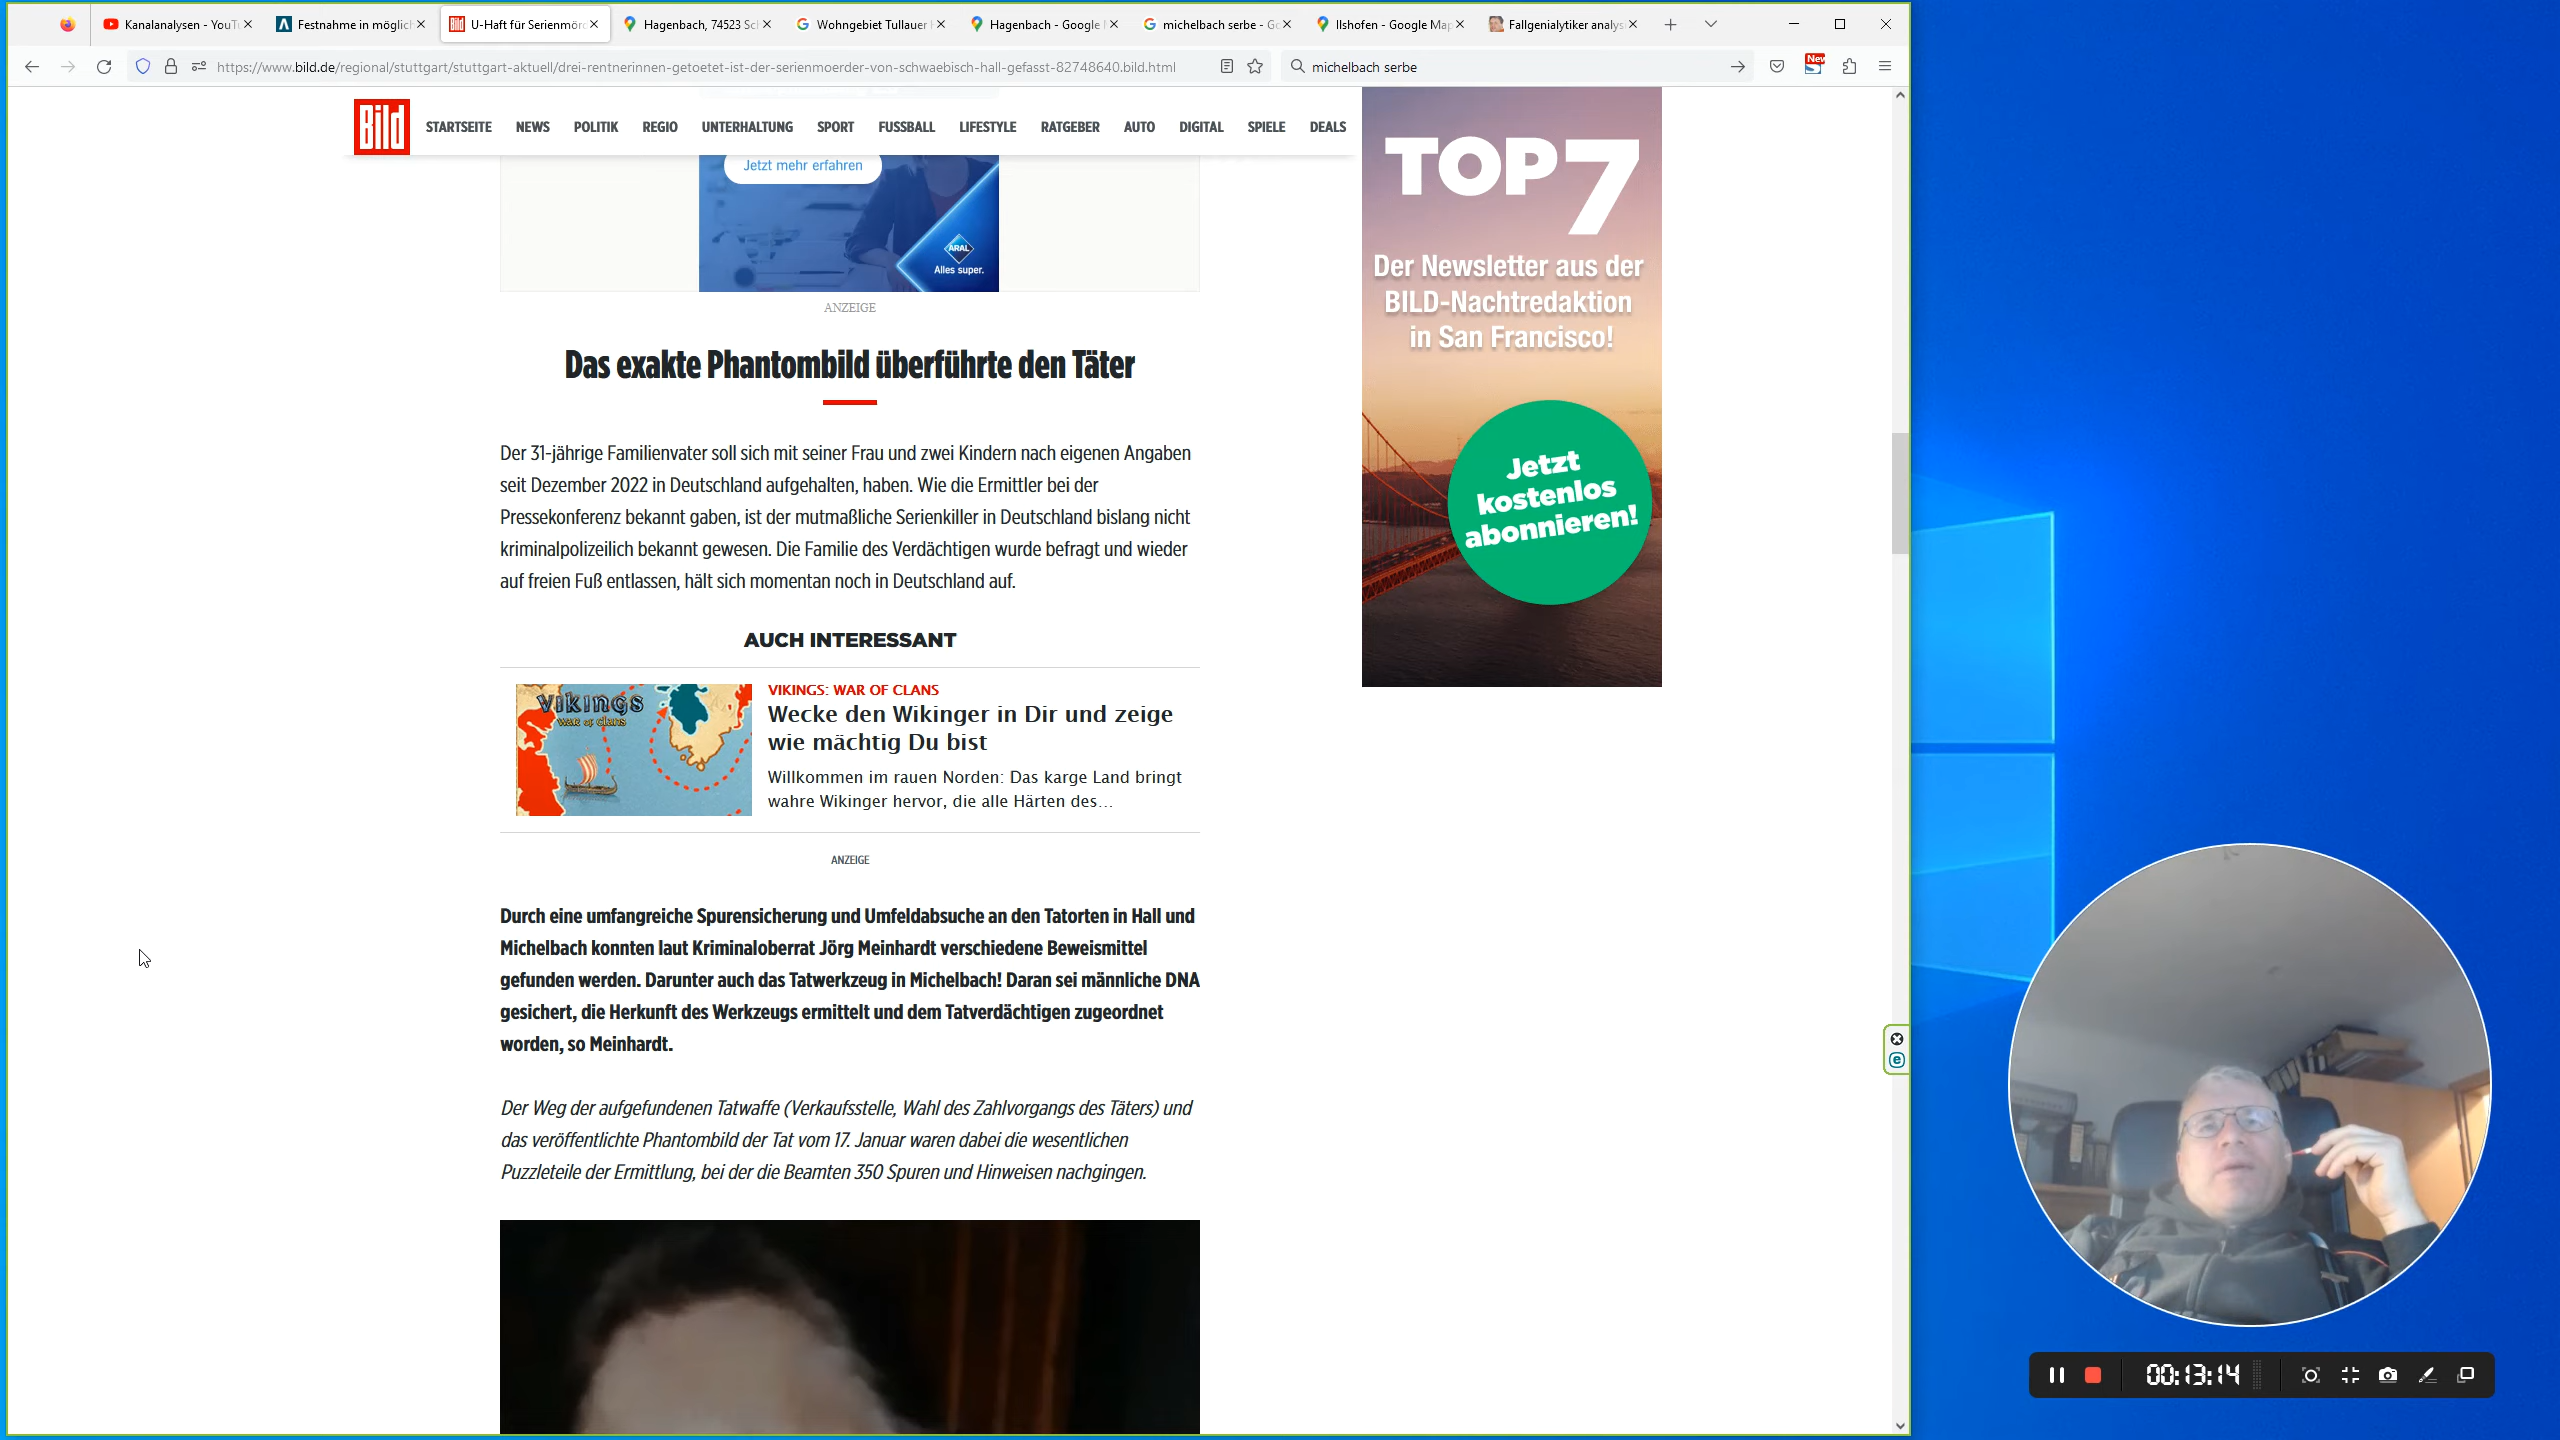 Kanalanalysen - YouT
Festnahme in möglich
U-Haft für Serienmörd
Hagenbach, 74523 Sc
Wohngebiet Tullauer
Hagenbach - Google
michelbach serbe - Go
Ilshofen - Google Map
Fallgenialytiker analys
https://www.bild.de/regional/stuttgart/stuttgart-aktuell/drei-rentnerinnen-getoetet-ist-der-serienmoerder-von-schwaebisch-hall-gefasst-82748640.bild.html
michelbach serbe
New
Bild
STARTSEITE NEWS POLITIK REGIO UNTERHALTUNG SPORT FUSSBALL LIFESTYLE RATGEBER AUTO DIGITAL SPIELE DEALS
Jetzt mehr erfahren
ARAL
Alles super.
ANZEIGE
Das exakte Phantombild überführte den Täter
Der 31-jährige Familienvater soll sich mit seiner Frau und zwei Kindern nach eigenen Angaben
seit Dezember 2022 in Deutschland aufgehalten, haben. Wie die Ermittler bei der
Pressekonferenz bekannt gaben, ist der mutmaßliche Serienkiller in Deutschland bislang nicht
kriminalpolizeilich bekannt gewesen. Die Familie des Verdächtigen wurde befragt und wieder
auf freien Fuß entlassen, hält sich momentan noch in Deutschland auf.
AUCH INTERESSANT
VIKINGS
war of clans
VIKINGS: WAR OF CLANS
Wecke den Wikinger in Dir und zeige
wie mächtig Du bist
Willkommen im rauen Norden: Das karge Land bringt
wahre Wikinger hervor, die alle Härten des...
ANZEIGE
Durch eine umfangreiche Spurensicherung und Umfeldabsuche an den Tatorten in Hall und
Michelbach konnten laut Kriminaloberrat Jörg Meinhardt verschiedene Beweismittel
gefunden werden. Darunter auch das Tatwerkzeug in Michelbach! Daran sei männliche DNA
gesichert, die Herkunft des Werkzeugs ermittelt und dem Tatverdächtigen zugeordnet
worden, so Meinhardt.
Der Weg der aufgefundenen Tatwaffe (Verkaufsstelle, Wahl des Zahlvorgangs des Täters) und
das veröffentlichte Phantombild der Tat vom 17. Januar waren dabei die wesentlichen
Puzzleteile der Ermittlung, bei der die Beamten 350 Spuren und Hinweisen nachgingen.
TOP7
Der Newsletter aus der
BILD-Nachtredaktion
in San Francisco!
Jetzt
kostenlos
abonnieren!
00:13:14